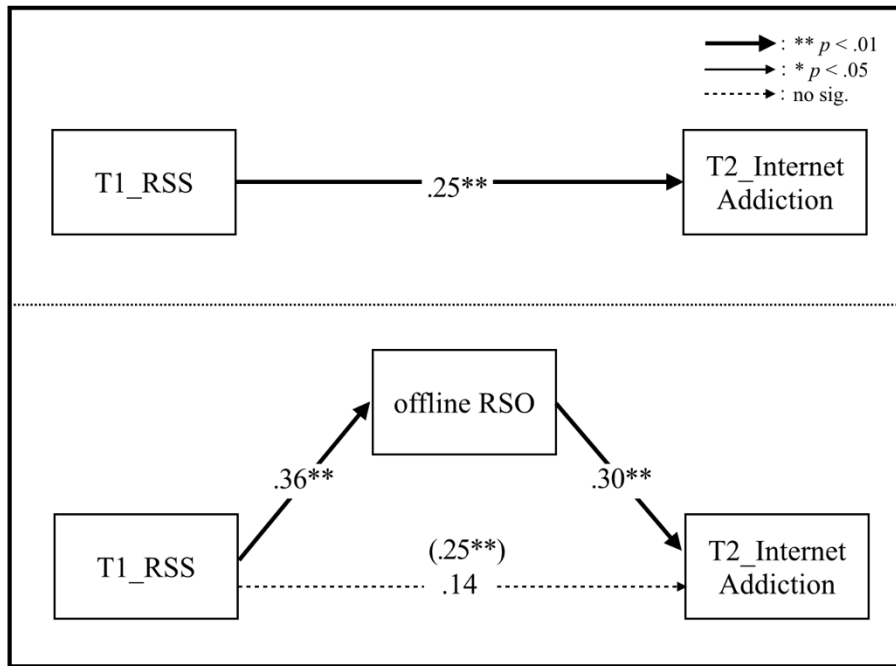 : ** p < .01
: * p < .05
: no sig.
T1_RSS
.25**
T2_Internet
Addiction
offline RSO
.36**
.30**
T1_RSS
(.25**)
.14
T2_Internet
Addiction